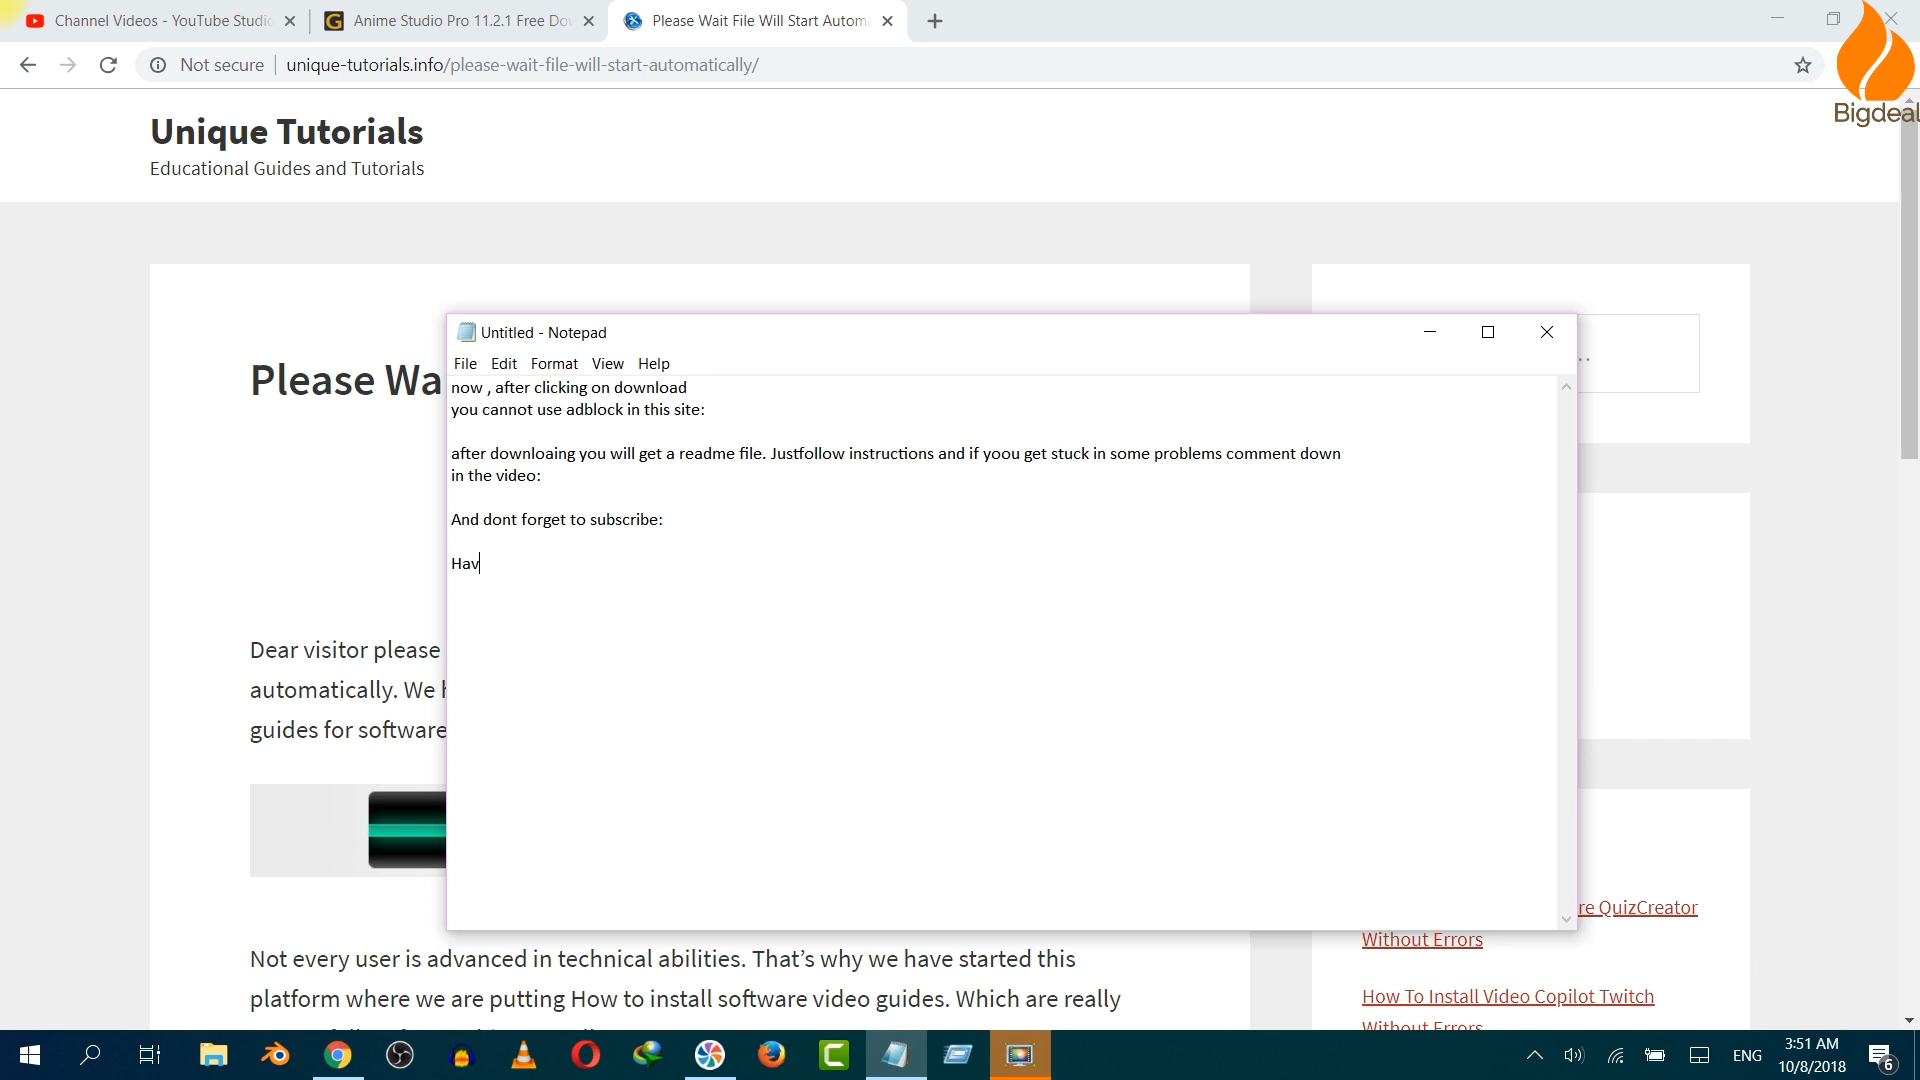 Channel Videos - YouTube Studio
Anime Studio Pro 11.2.1 Free Do
Please Wait File Will Start Autom
Not secure
unique-tutorials.info/please-wait-file-will-start-automatically/
Bigdeal
Unique Tutorials
Educational Guides and Tutorials
Please Wa
Untitled - Notepad
File Edit Format View Help
now , after clicking on download
you cannot use adblock in this site:
after downloaing you will get a readme file. Justfollow instructions and if yoou get stuck in some problems comment down
in the video:
And dont forget to subscribe:
Hav
Dear visitor please
automatically. We
guides for software
Not every user is advanced in technical abilities. That’s why we have started this
platform where we are putting How to install software video guides. Which are really
re QuizCreator
Without Errors
How To Install Video Copilot Twitch
Without Errors
ENG
3:51 AM
10/8/2018
6